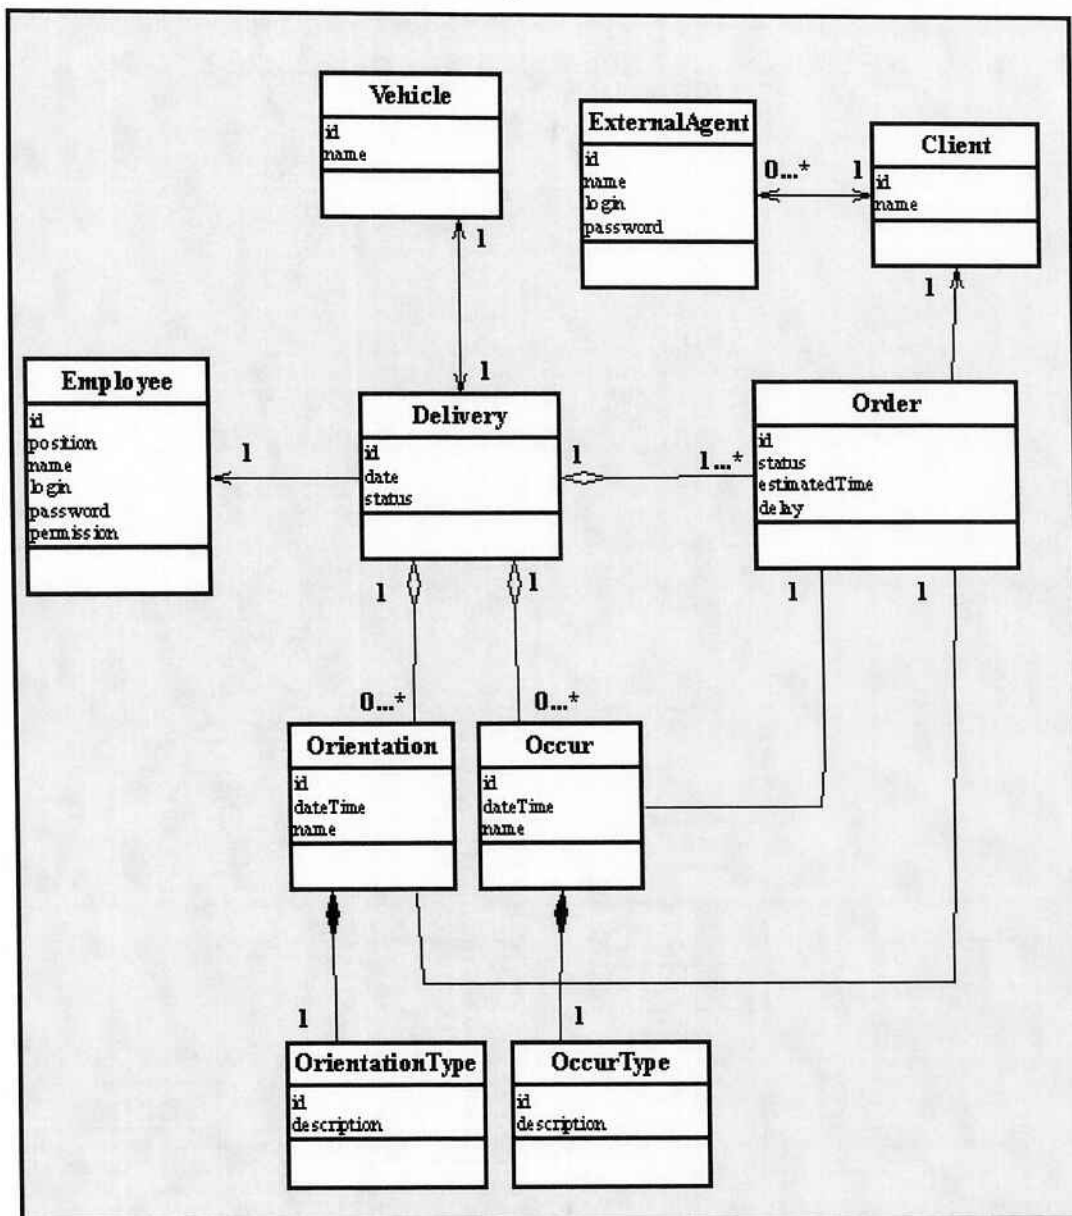 Vehicle
id
name
ExternalAgent
id
name
login
password
0...*
1
Client
id
name
1
1
1
Employee
id
position
name
login
password
permission
1
Delivery
id
date
status
1
1...*
Order
id
status
estimatedTime
delay
1
1
1
1
0...*
0...*
Orientation
id
dateTime
name
Occur
id
dateTime
name
1
1
OrientationType
id
description
OccurType
id
description